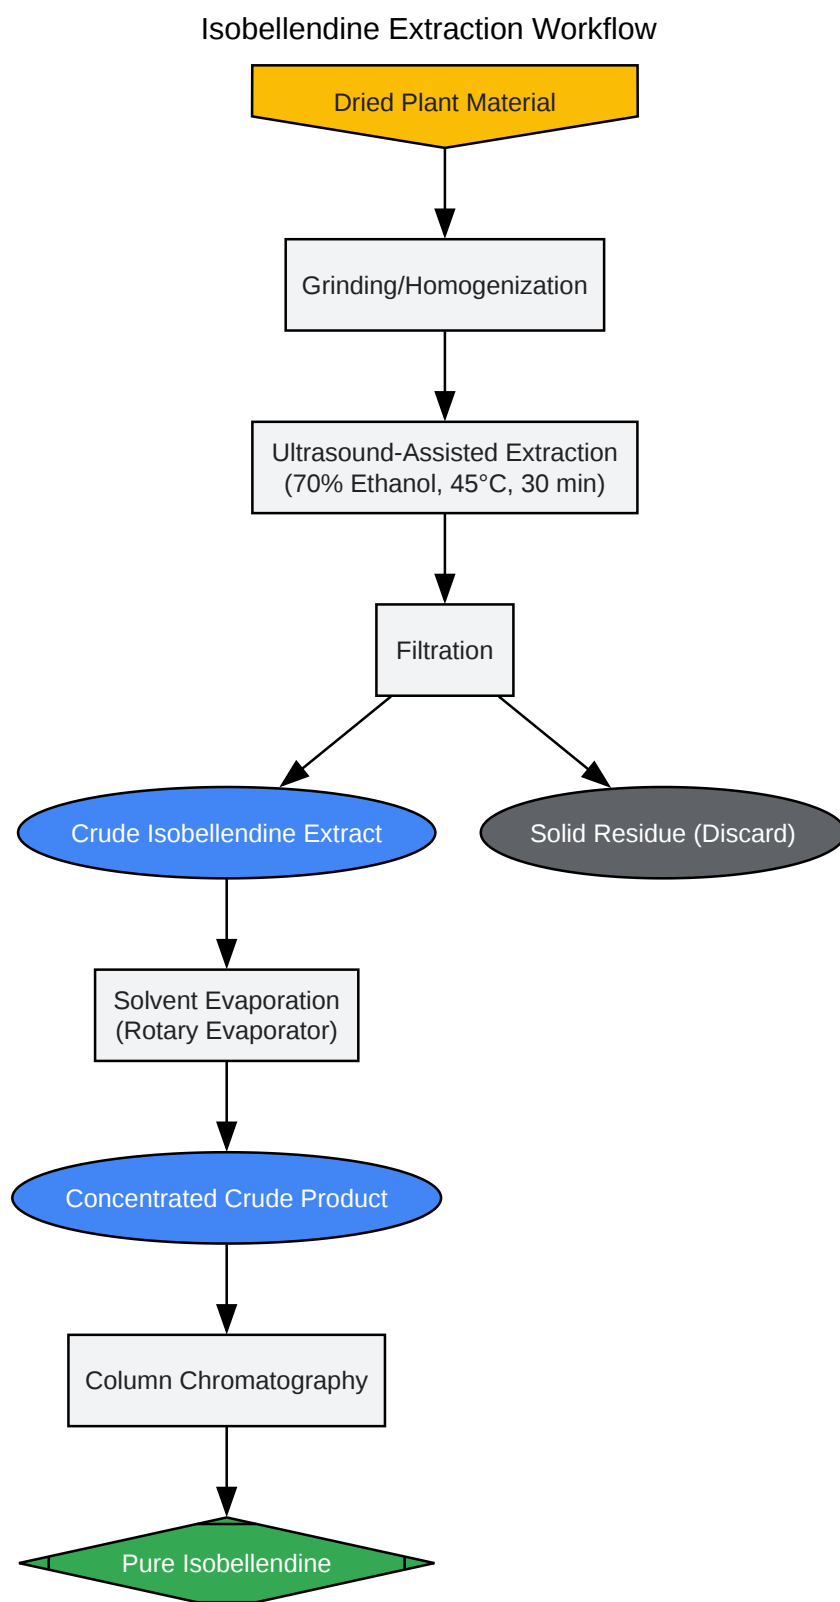 Isobellendine Extraction Workflow
Dried Plant Material
Grinding/Homogenization
Ultrasound-Assisted Extraction
(70% Ethanol, 45°C, 30 min)
Filtration
Crude Isobellendine Extract
Solid Residue (Discard)
Solvent Evaporation
(Rotary Evaporator)
Concentrated Crude Product
Column Chromatography
Pure Isobellendine